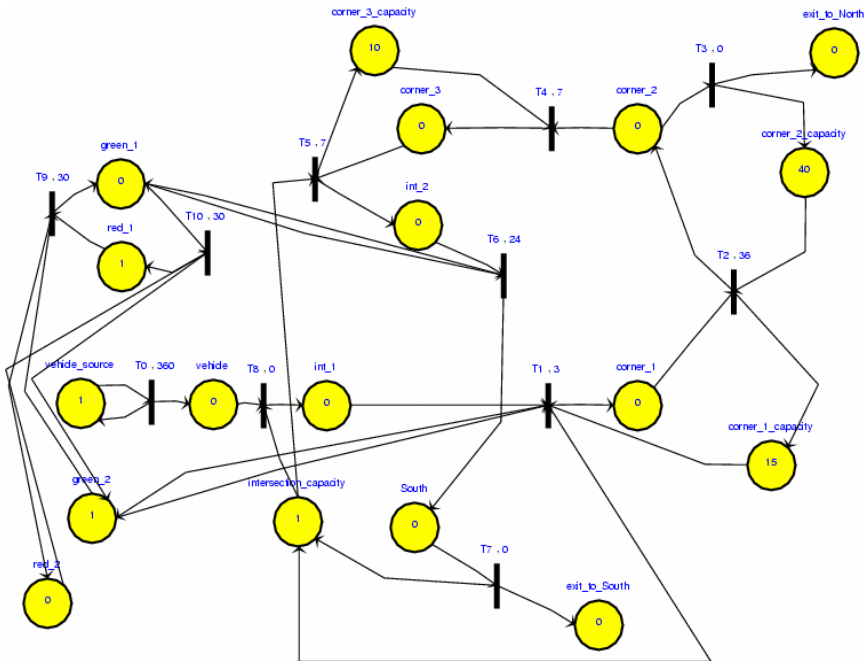 exit_to_North
0
corner_3_capacity
10
T3 , 0
corner_3
0
T4 , 7
corner_2
0
corner_2_capacity
40
T5 , 7
green_1
0
T9 , 30
int_2
0
T10 , 30
red_1
1
T6 , 24
T2 , 36
vehicle_source
1
T0 , 360
vehicle
0
T8 , 0
int_1
0
T1 , 3
corner_1
0
corner_1_capacity
15
green_2
1
intersection_capacity
1
South
0
T7 , 0
red_2
0
exit_to_South
0